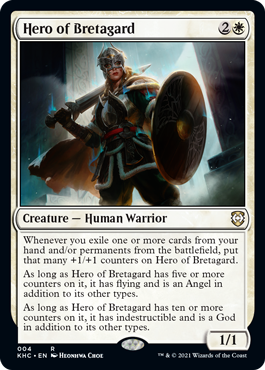 Hero of Bretagard 2
Creature — Human Warrior
Whenever you exile one or more cards from your
hand and/or permanents from the battlefield, put
that many +1/+1 counters on Hero of Bretagard.
As long as Hero of Bretagard has five or more
counters on it, it has flying and is an Angel in
addition to its other types.
As long as Hero of Bretagard has ten or more
counters on it, it has indestructible and is a God
in addition to its other types.
1/1
004 R
KHC • EN HEONHWA CHOE
™ & © 2021 Wizards of the Coast